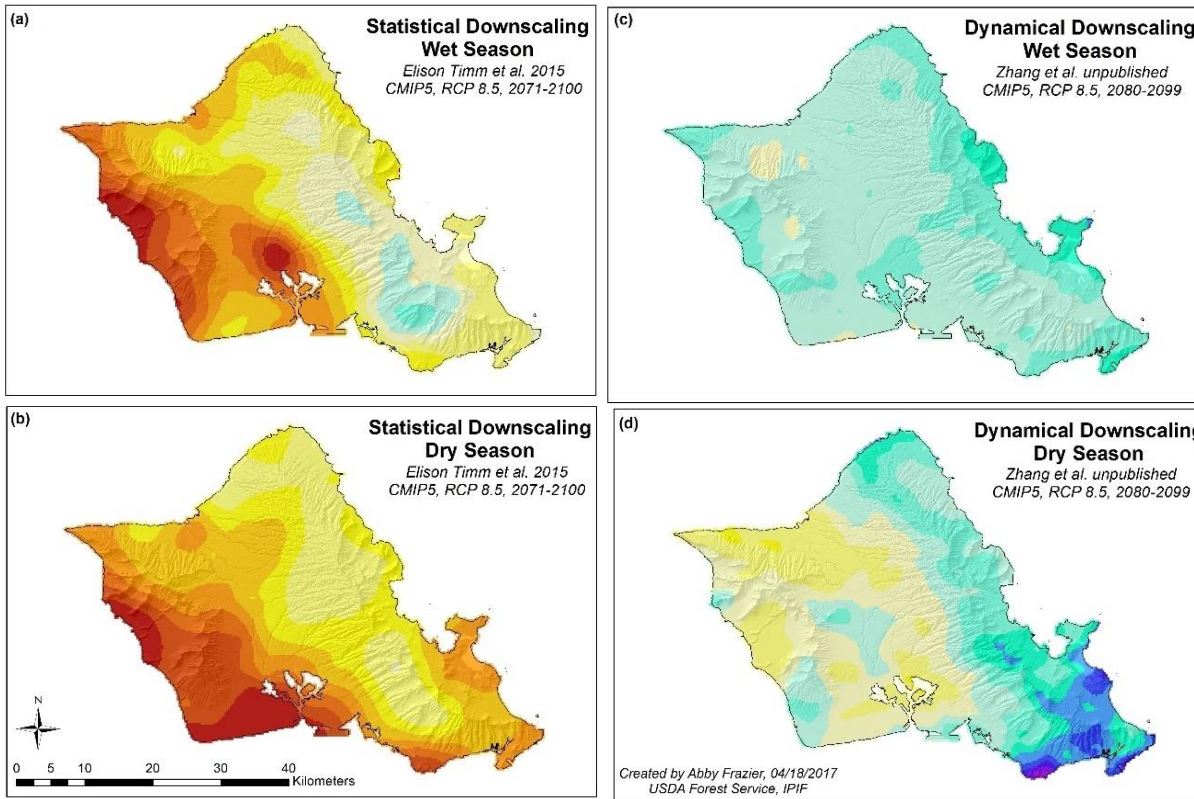 (a)
Statistical Downscaling
Wet Season
Elison Timm et al. 2015
CMIP5, RCP 8.5, 2071-2100
(c)
Dynamical Downscaling
Wet Season
Zhang et al. unpublished
CMIP5, RCP 8.5, 2080-2099
(b)
Statistical Downscaling
Dry Season
Elison Timm et al. 2015
CMIP5, RCP 8.5, 2071-2100
N
0 5 10 20 30 40
Kilometers
(d)
Dynamical Downscaling
Dry Season
Zhang et al. unpublished
CMIP5, RCP 8.5, 2080-2099
Created by Abby Frazier, 04/18/2017
USDA Forest Service, IPIF